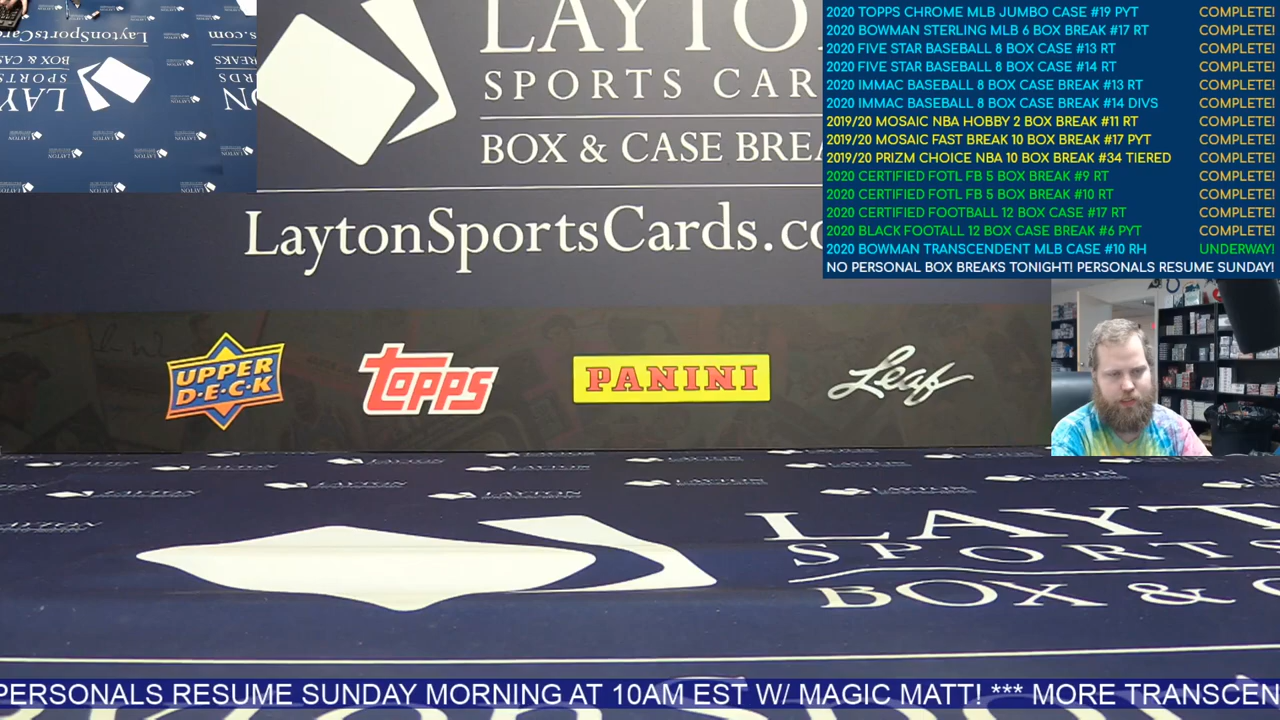 LAYTO
SPORTS CAR
BOX & CASE BREA
LaytonSportsCards.co
2020 TOPPS CHROME MLB JUMBO CASE #19 PYT COMPLETE!
2020 BOWMAN STERLING MLB 6 BOX BREAK #17 RT COMPLETE!
2020 FIVE STAR BASEBALL 8 BOX CASE #13 RT COMPLETE!
2020 FIVE STAR BASEBALL 8 BOX CASE #14 RT COMPLETE!
2020 IMMAC BASEBALL 8 BOX CASE BREAK #13 RT COMPLETE!
2020 IMMAC BASEBALL 8 BOX CASE BREAK #14 DIVS COMPLETE!
2019/20 MOSAIC NBA HOBBY 2 BOX BREAK #11 RT COMPLETE!
2019/20 MOSAIC FAST BREAK 10 BOX BREAK #17 PYT COMPLETE!
2019/20 PRIZM CHOICE NBA 10 BOX BREAK #34 TIERED COMPLETE!
2020 CERTIFIED FOTL FB 5 BOX BREAK #9 RT COMPLETE!
2020 CERTIFIED FOTL FB 5 BOX BREAK #10 RT COMPLETE!
2020 CERTIFIED FOOTBALL 12 BOX CASE #17 RT COMPLETE!
2020 BLACK FOOTALL 12 BOX CASE BREAK #6 PYT COMPLETE!
2020 BOWMAN TRANSCENDENT MLB CASE #10 RH UNDERWAY!
NO PERSONAL BOX BREAKS TONIGHT! PERSONALS RESUME SUNDAY!
UPPER
D·E·C·K
topps
PANINI
Leaf
LAYT
SPORTS
BOX & C
PERSONALS RESUME SUNDAY MORNING AT 10AM EST W/ MAGIC MATT! *** MORE TRANSCEN